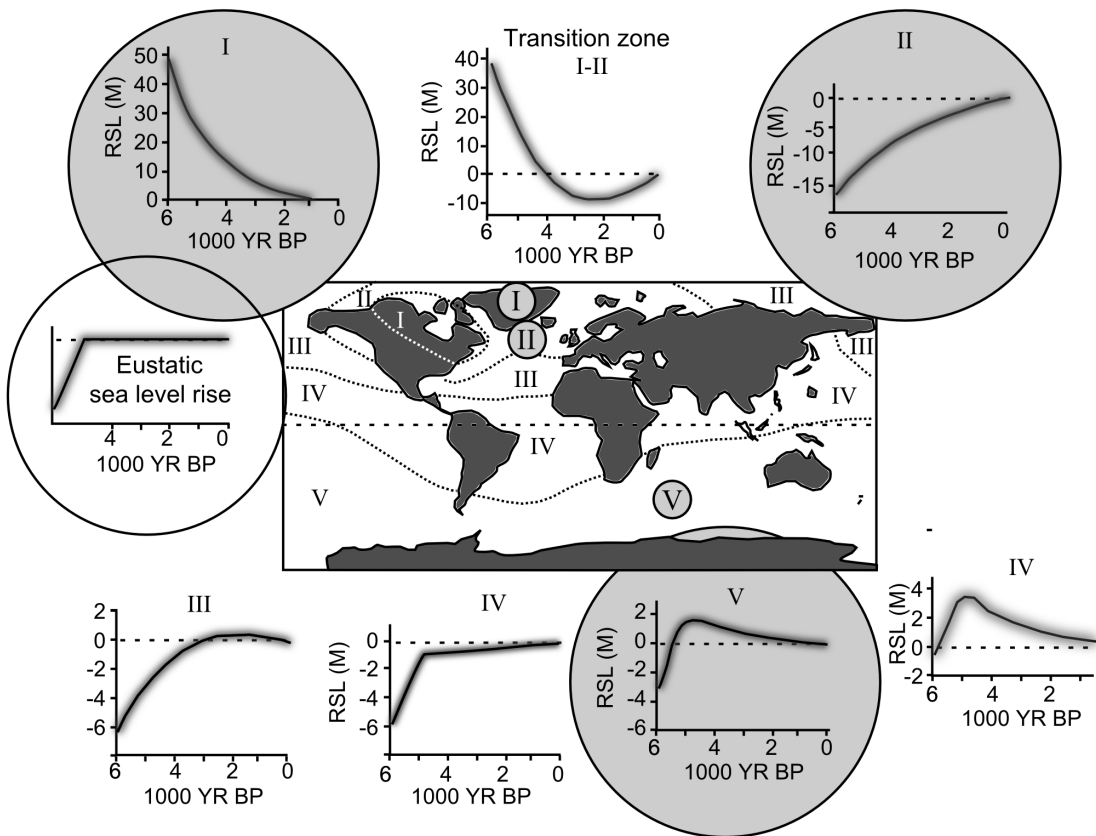 I
50
40
30
20
10
0
RSL (M)
6 4 2 0
1000 YR BP
Transition zone
I-II
40
30
20
10
0
-10
RSL (M)
6 4 2 0
1000 YR BP
II
0
-5
-10
-15
RSL (M)
6 4 2 0
1000 YR BP
Eustatic
sea level rise
4 2 0
1000 YR BP
II I I III
II
III III III
IV IV
IV
V V
III
2
0
-2
-4
-6
6 4 2 0
1000 YR BP
IV
0
-2
-4
-6
RSL (M)
6 4 2 0
1000 YR BP
V
2
0
-2
-4
-6
RSL (M)
6 4 2 0
1000 YR BP
IV
4
2
0
-2
RSL (M)
6 4 2
1000 YR BP